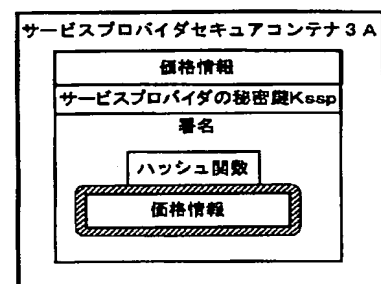 サービスプロバイダセキュアコンテナ3A
価格情報
サービスプロバイダの秘密鍵Kssp
署名
ハッシュ関数
価格情報